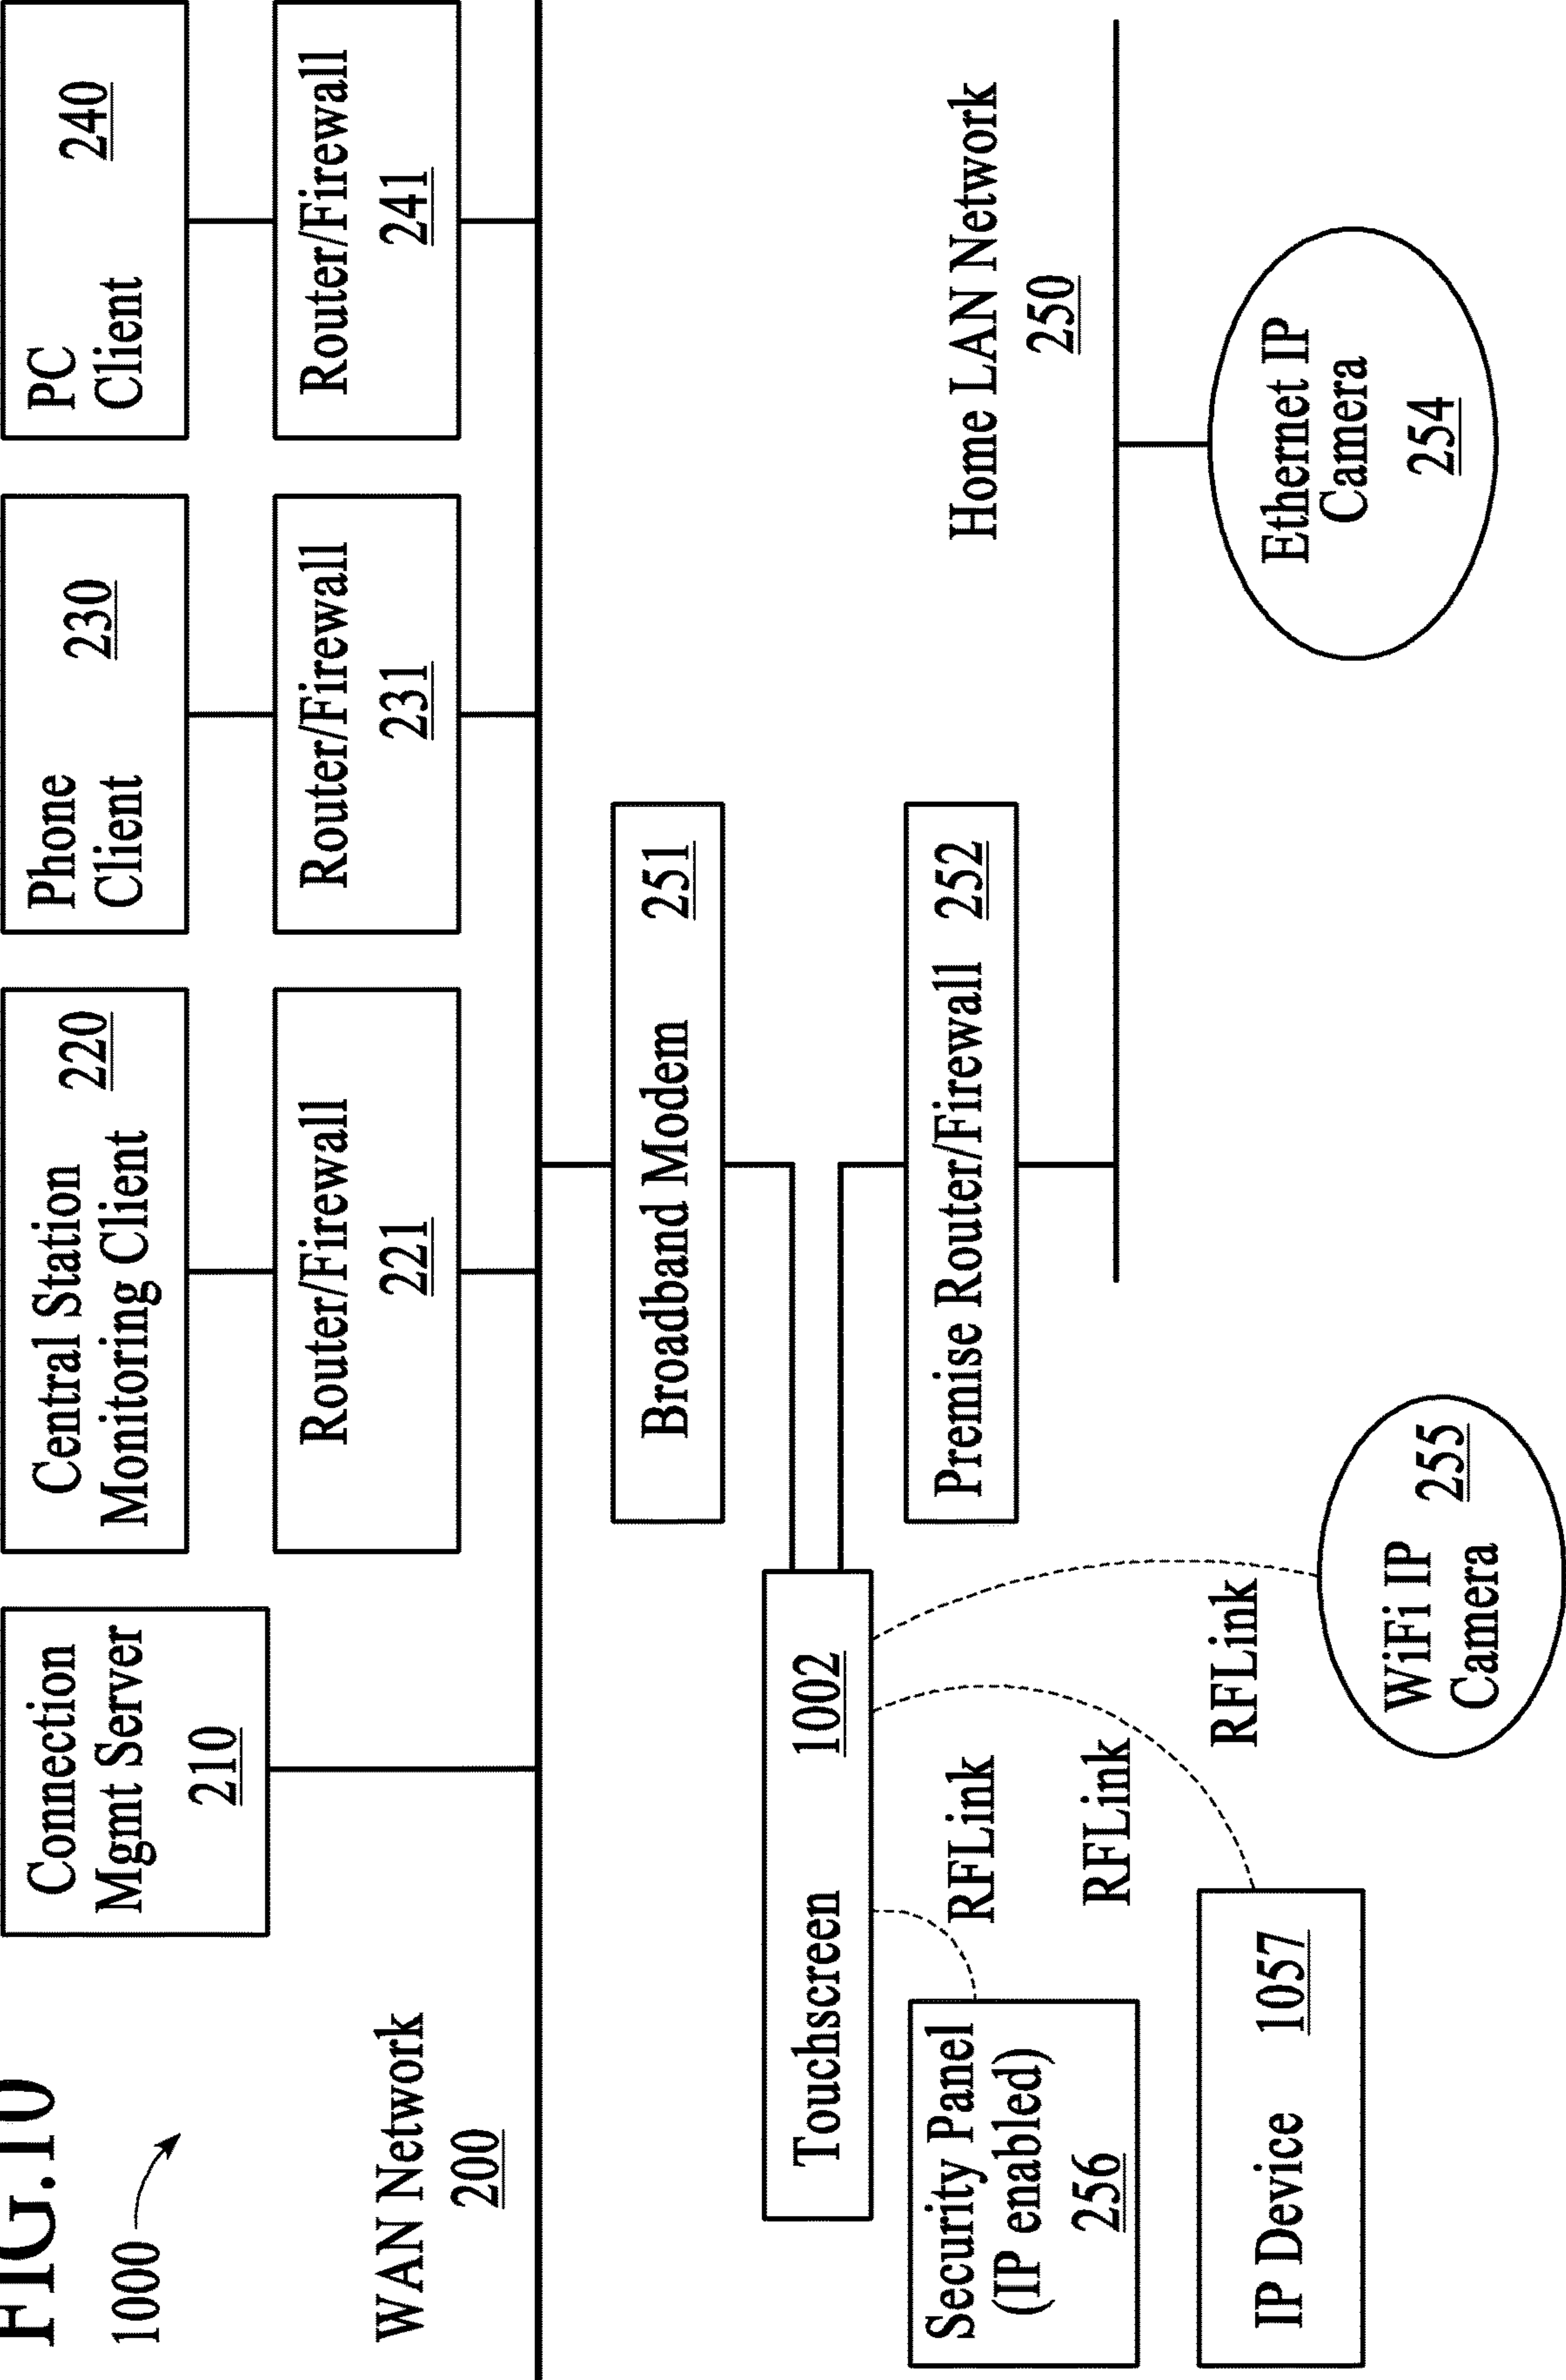 FIG.10
1000
Connection
Mgmt Server
210
Central Station
Monitoring Client
220
Phone
Client
230
PC
Client
240
Router/Firewall
221
Router/Firewall
231
Router/Firewall
241
WAN Network
200
Broadband Modem 251
Touchscreen 1002
Premise Router/Firewall 252
Home LAN Network
250
Security Panel
(IP enabled)
256
RFLink
RFLink
RFLink
IP Device 1057
WiFi IP
Camera
255
Ethernet IP
Camera
254